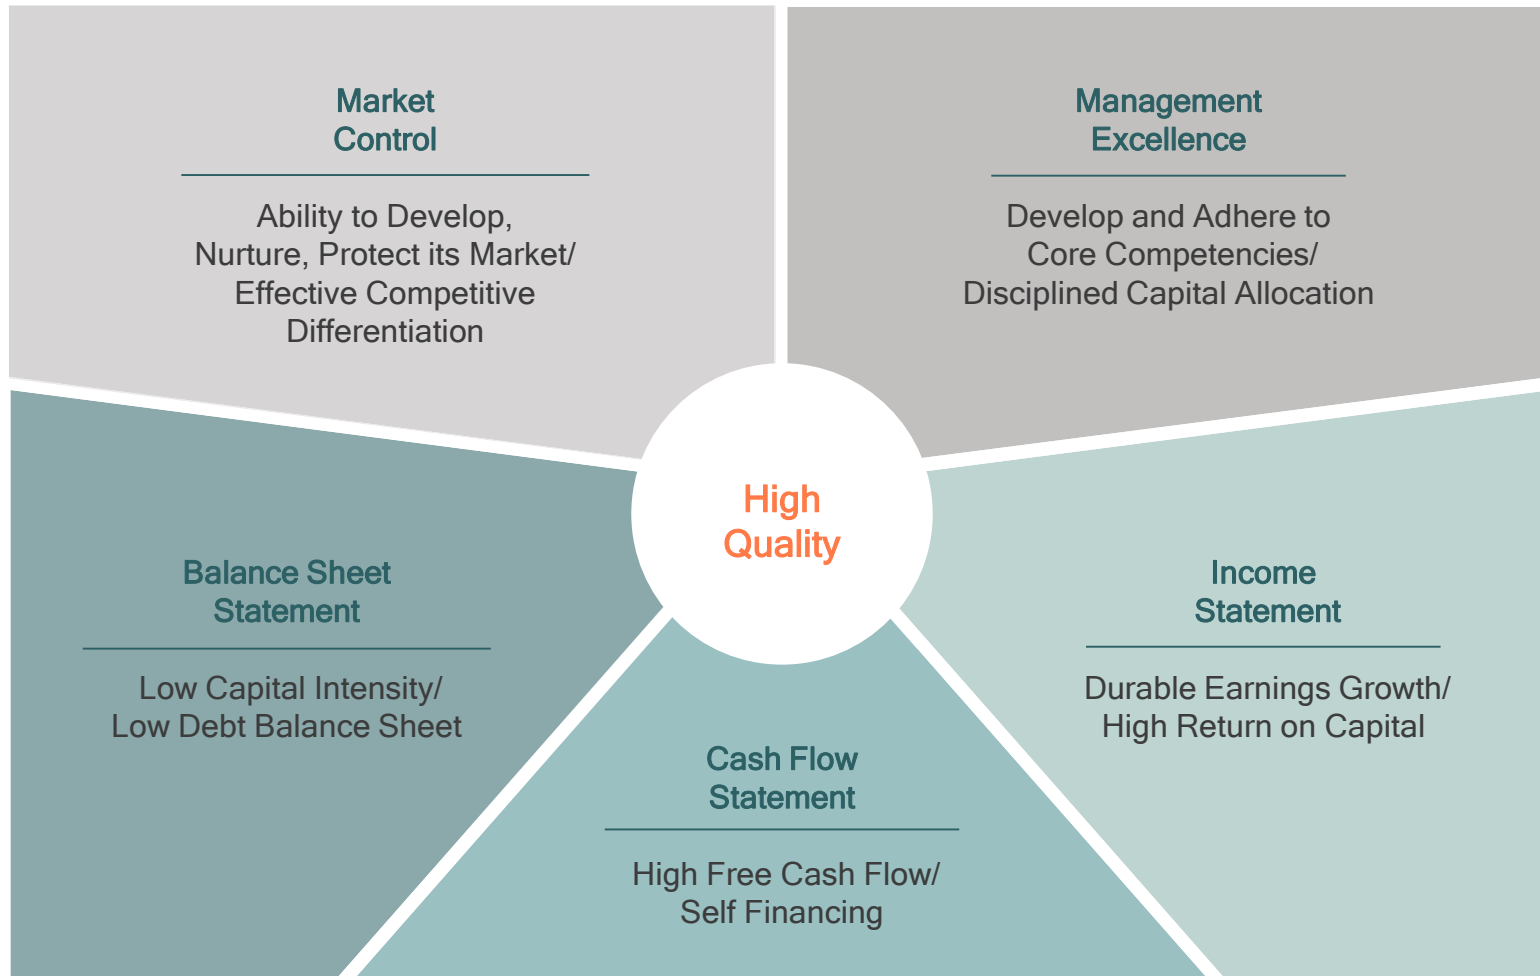 Market
Control
Ability to Develop,
Nurture, Protect its Market/
Effective Competitive
Differentiation
Management
Excellence
Develop and Adhere to
Core Competencies/
Disciplined Capital Allocation
High
Quality
Balance Sheet
Statement
Low Capital Intensity/
Low Debt Balance Sheet
Cash Flow
Statement
High Free Cash Flow/
Self Financing
Income
Statement
Durable Earnings Growth/
High Return on Capital